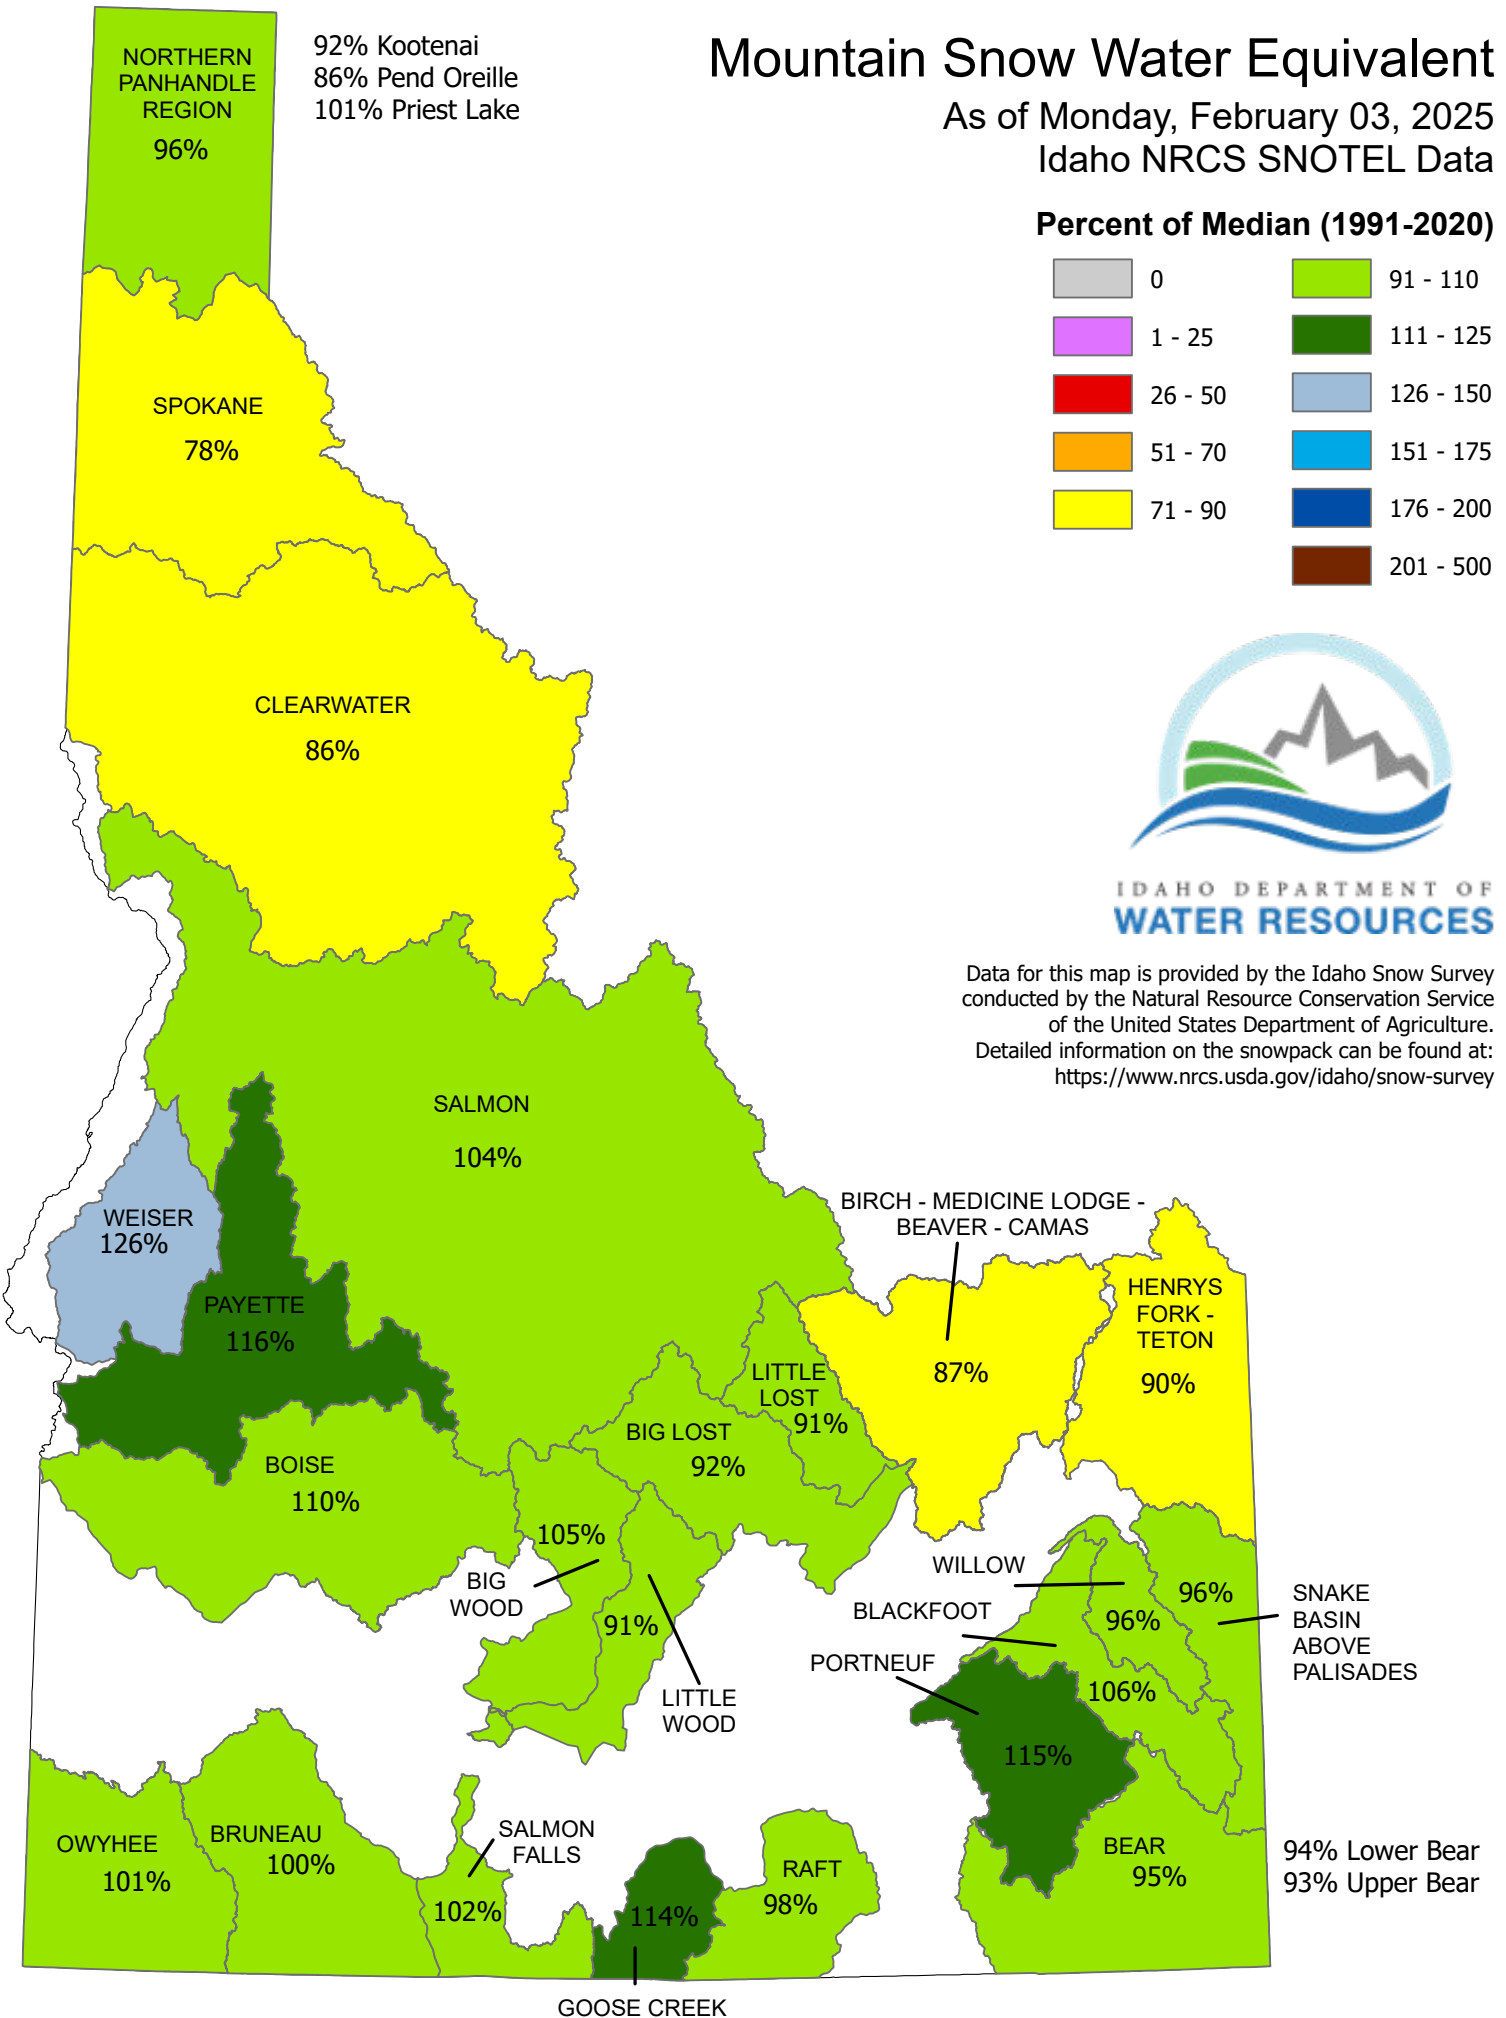 Mountain Snow Water Equivalent
As of Monday, February 03, 2025
Idaho NRCS SNOTEL Data
Percent of Median (1991-2020)
0
1 - 25
26 - 50
51 - 70
71 - 90
91 - 110
111 - 125
126 - 150
151 - 175
176 - 200
201 - 500
IDAHO DEPARTMENT OF
WATER RESOURCES
Data for this map is provided by the Idaho Snow Survey
conducted by the Natural Resource Conservation Service
of the United States Department of Agriculture.
Detailed information on the snowpack can be found at:
https://www.nrcs.usda.gov/idaho/snow-survey
NORTHERN
PANHANDLE
REGION
96%
92% Kootenai
86% Pend Oreille
101% Priest Lake
SPOKANE
78%
CLEARWATER
86%
SALMON
104%
WEISER
126%
PAYETTE
116%
BOISE
110%
BIRCH - MEDICINE LODGE -
BEAVER - CAMAS
87%
HENRYS
FORK -
TETON
90%
LITTLE
LOST
91%
BIG LOST
92%
105%
BIG
WOOD
91%
LITTLE
WOOD
WILLOW
96%
96%
SNAKE
BASIN
ABOVE
PALISADES
BLACKFOOT
106%
PORTNEUF
115%
OWYHEE
101%
BRUNEAU
100%
SALMON
FALLS
102%
114%
GOOSE CREEK
RAFT
98%
BEAR
95%
94% Lower Bear
93% Upper Bear